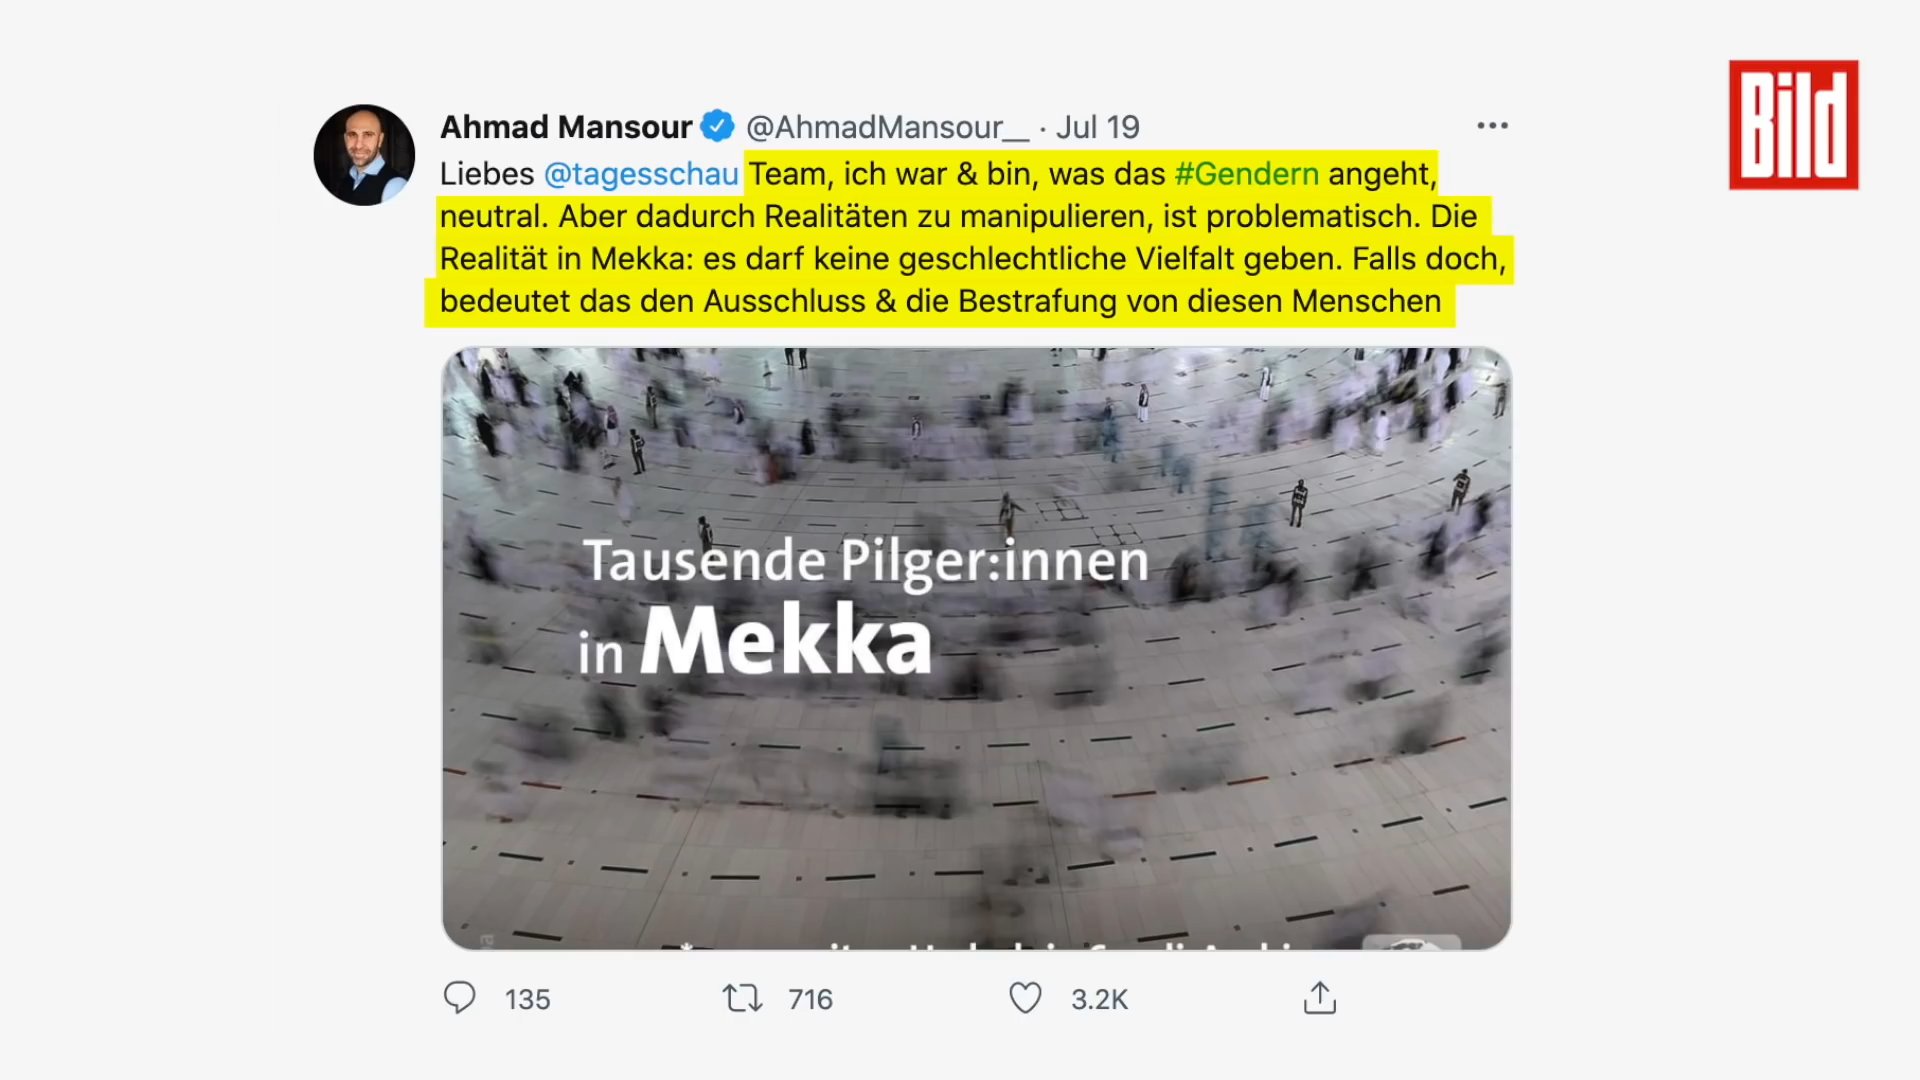 Bild
Ahmad Mansour @AhmadMansour__ · Jul 19
Liebes @tagesschau Team, ich war & bin, was das #Gendern angeht,
neutral. Aber dadurch Realitäten zu manipulieren, ist problematisch. Die
Realität in Mekka: es darf keine geschlechtliche Vielfalt geben. Falls doch,
bedeutet das den Ausschluss & die Bestrafung von diesen Menschen
Tausende Pilger:innen
in Mekka
135 716 3.2K